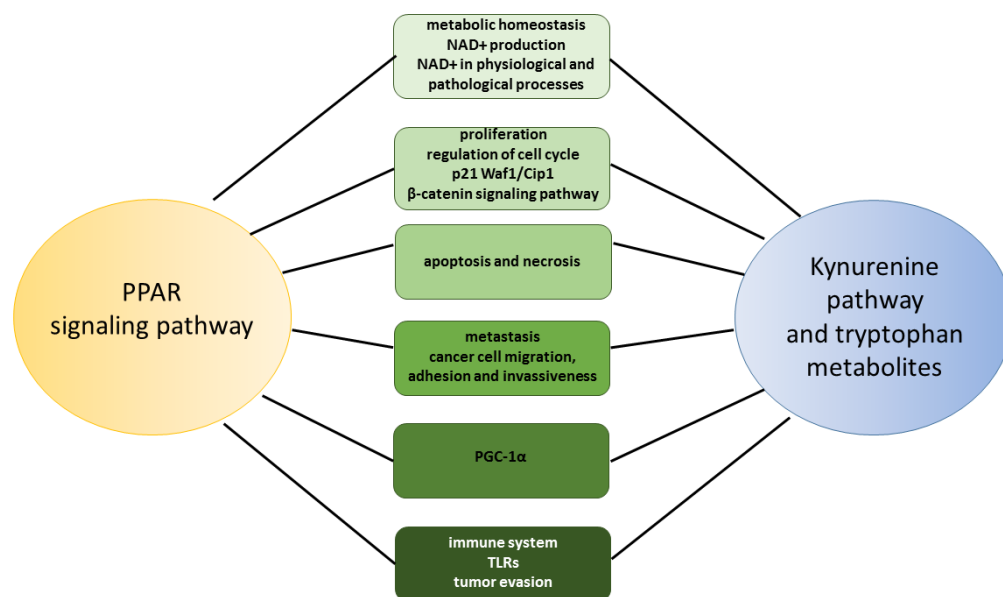 metabolic homeostasis
NAD+ production
NAD+ in physiological and
pathological processes
proliferation
regulation of cell cycle
p21 Waf1/Cip1
β-catenin signaling pathway
apoptosis and necrosis
PPAR
signaling pathway
Kynurenine
pathway
and tryptophan
metabolites
metastasis
cancer cell migration,
adhesion and invassiveness
PGC-1α
immune system
TLRs
tumor evasion